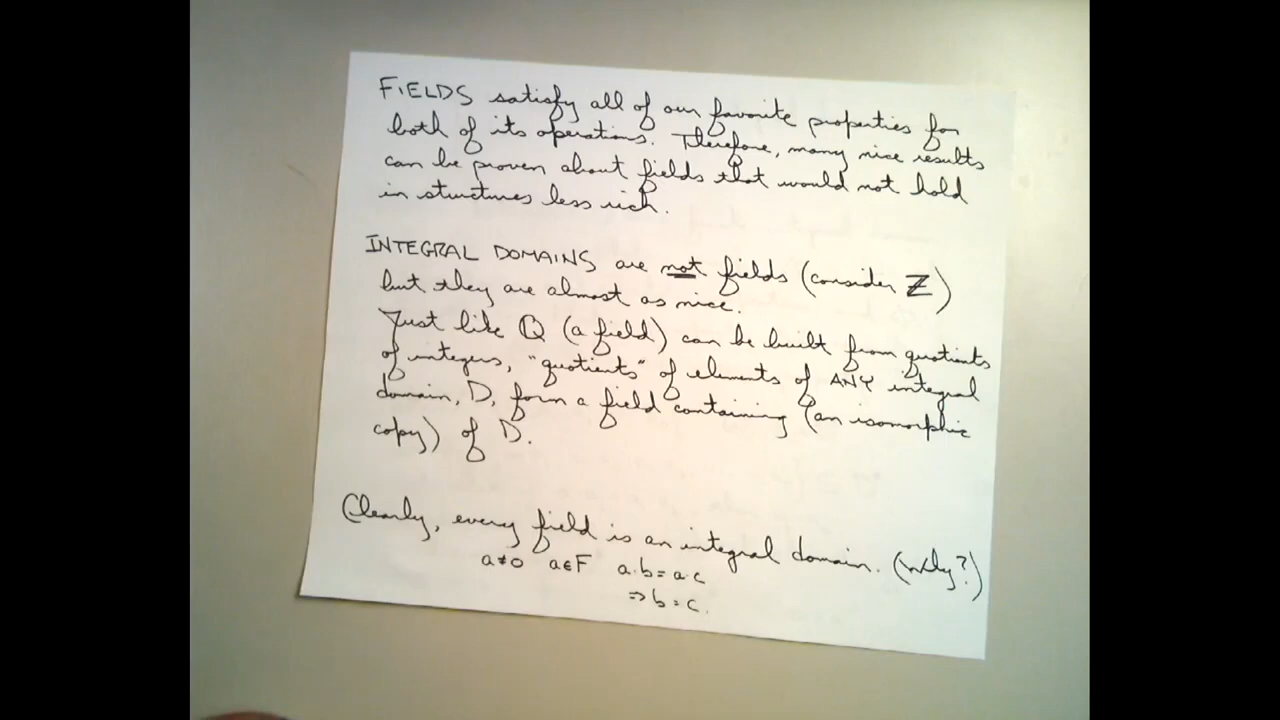 FIELDS satisfy all of our favorite properties for
both of its operations. Therefore, many nice results
can be proven about fields that would not hold
in structures less rich.
INTEGRAL DOMAINS are not fields (consider ℤ)
but they are almost as nice.
Just like ℚ (a field) can be built from quotients
of integers, "quotients" of elements of ANY integral
domain, D, form a field containing (an isomorphic
copy) of D.
Clearly, every field is an integral domain. (Why?)
a≠0 a∈F a·b=a·c
⇒b=c.